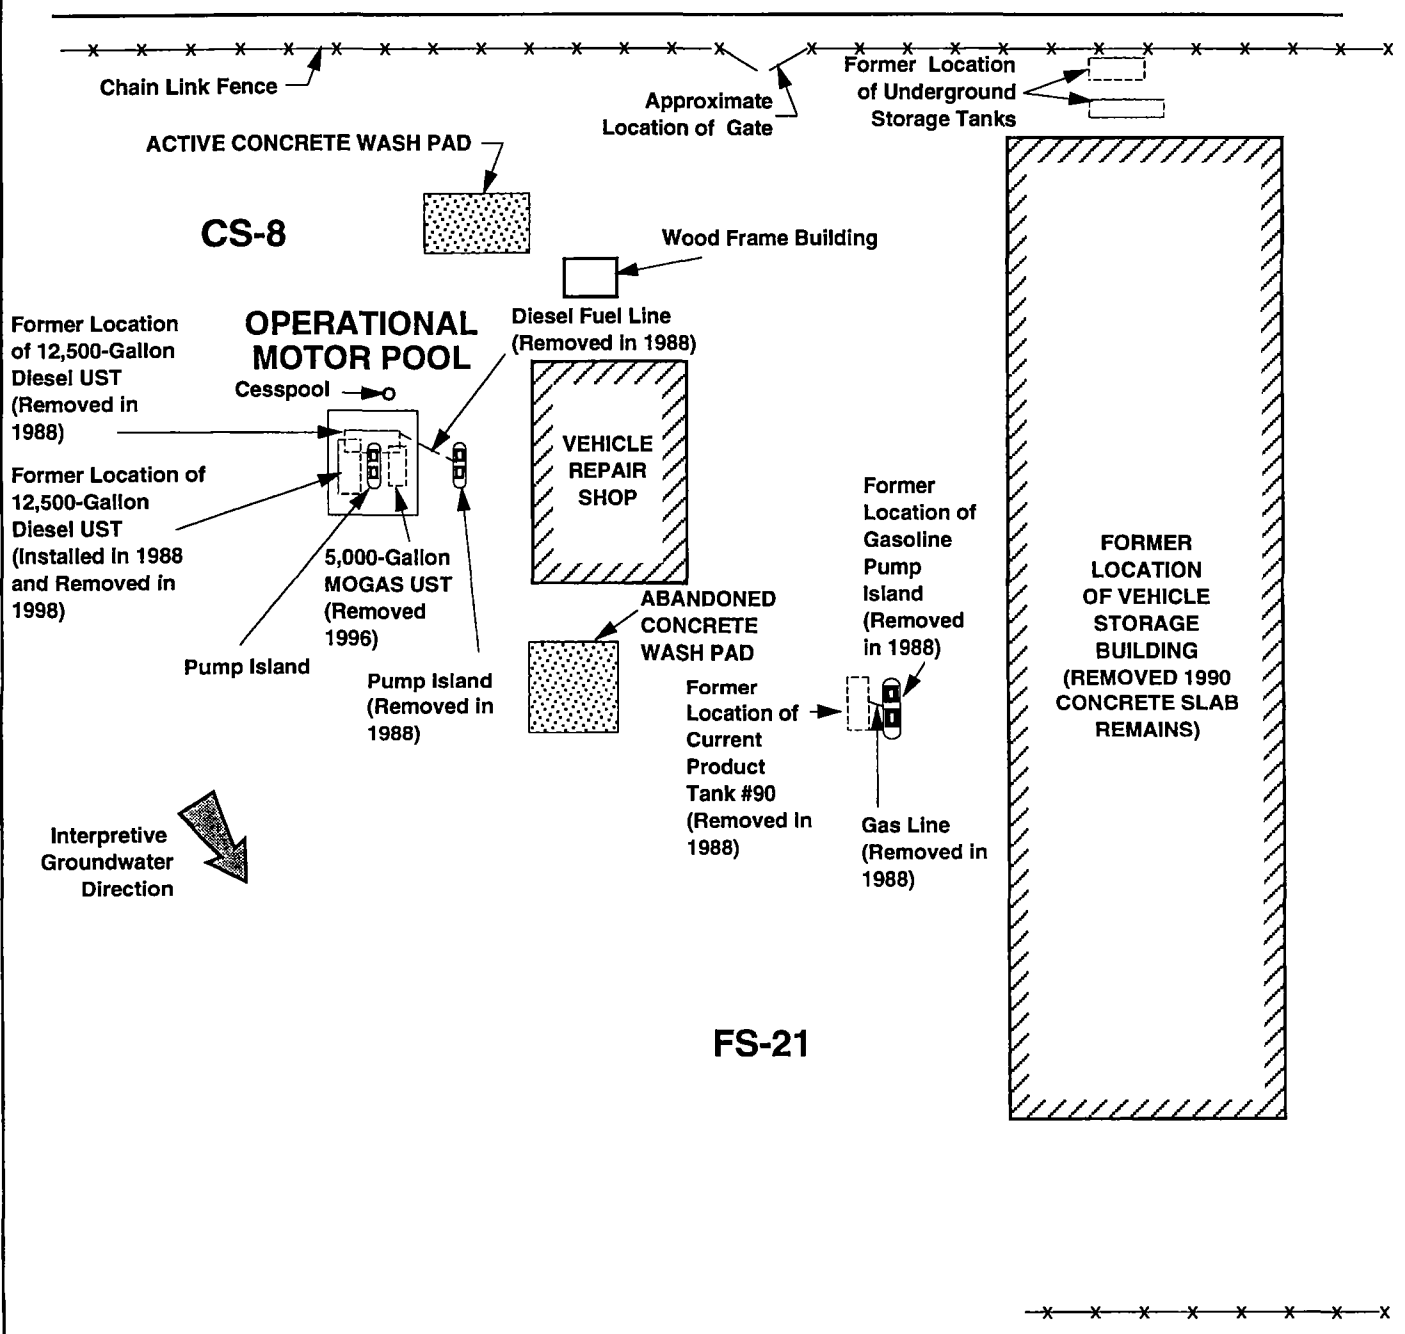 Chain Link Fence
Approximate
Location of Gate
Former Location
of Underground
Storage Tanks
ACTIVE CONCRETE WASH PAD
CS-8
Wood Frame Building
OPERATIONAL
MOTOR POOL
Diesel Fuel Line
(Removed in 1988)
Former Location
of 12,500-Gallon
Diesel UST
(Removed in
1988)
Cesspool
Former Location of
12,500-Gallon
Diesel UST
(Installed in 1988
and Removed in
1998)
VEHICLE
REPAIR
SHOP
5,000-Gallon
MOGAS UST
(Removed
1996)
Pump Island
Pump Island
(Removed in
1988)
ABANDONED
CONCRETE
WASH PAD
Former
Location of
Gasoline
Pump
Island
(Removed
in 1988)
Former
Location of
Current
Product
Tank #90
(Removed in
1988)
Gas Line
(Removed in
1988)
FORMER
LOCATION
OF VEHICLE
STORAGE
BUILDING
(REMOVED 1990
CONCRETE SLAB
REMAINS)
Interpretive
Groundwater
Direction
FS-21